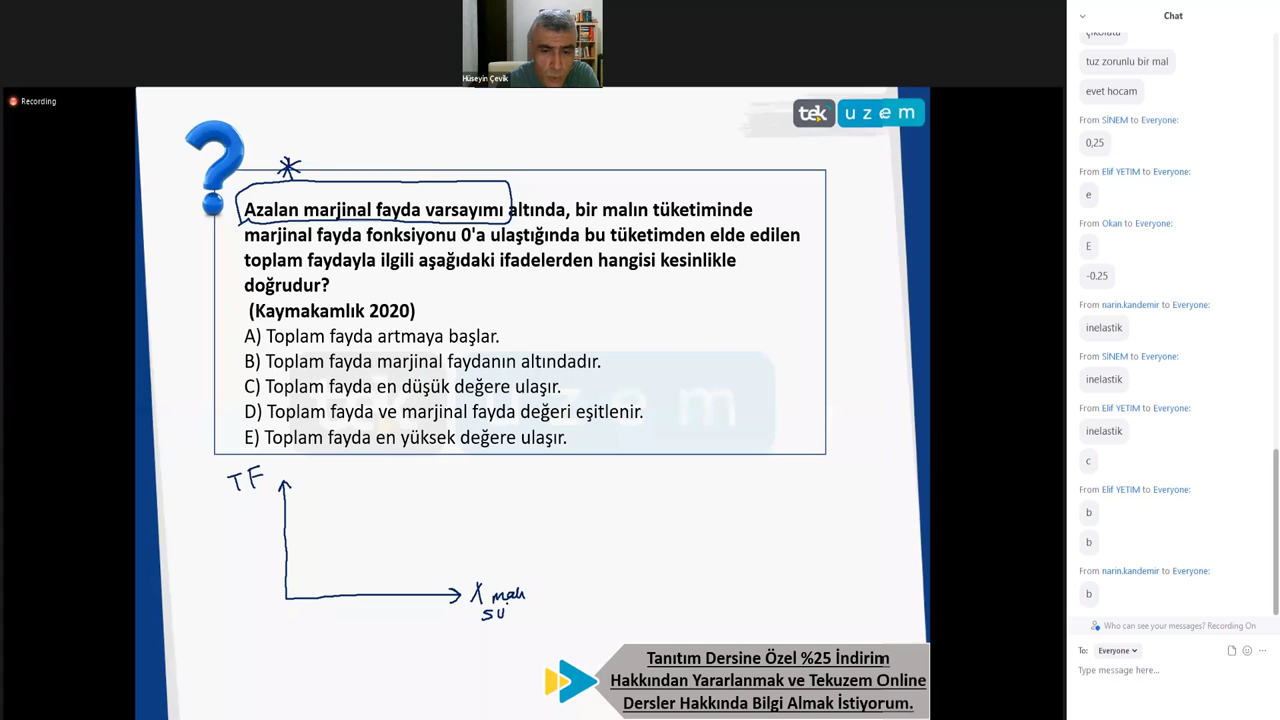 Hüseyin Çevik
Recording
tek uzem
Azalan marjinal fayda varsayımı altında, bir malın tüketiminde
marjinal fayda fonksiyonu 0'a ulaştığında bu tüketimden elde edilen
toplam faydayla ilgili aşağıdaki ifadelerden hangisi kesinlikle
doğrudur?
(Kaymakamlık 2020)
A) Toplam fayda artmaya başlar.
B) Toplam fayda marjinal faydanın altındadır.
C) Toplam fayda en düşük değere ulaşır.
D) Toplam fayda ve marjinal fayda değeri eşitlenir.
E) Toplam fayda en yüksek değere ulaşır.
TF
X malı
SU
Tanıtım Dersine Özel %25 İndirim
Hakkından Yararlanmak ve Tekuzem Online
Dersler Hakkında Bilgi Almak İstiyorum.
Chat
çikolata
tuz zorunlu bir mal
evet hocam
From SİNEM to Everyone:
0,25
From Elif YETIM to Everyone:
e
From Okan to Everyone:
E
-0.25
From narin.kandemir to Everyone:
inelastik
From SİNEM to Everyone:
inelastik
From Elif YETIM to Everyone:
inelastik
c
From Elif YETIM to Everyone:
b
b
From narin.kandemir to Everyone:
b
Who can see your messages? Recording On
To: Everyone
Type message here...